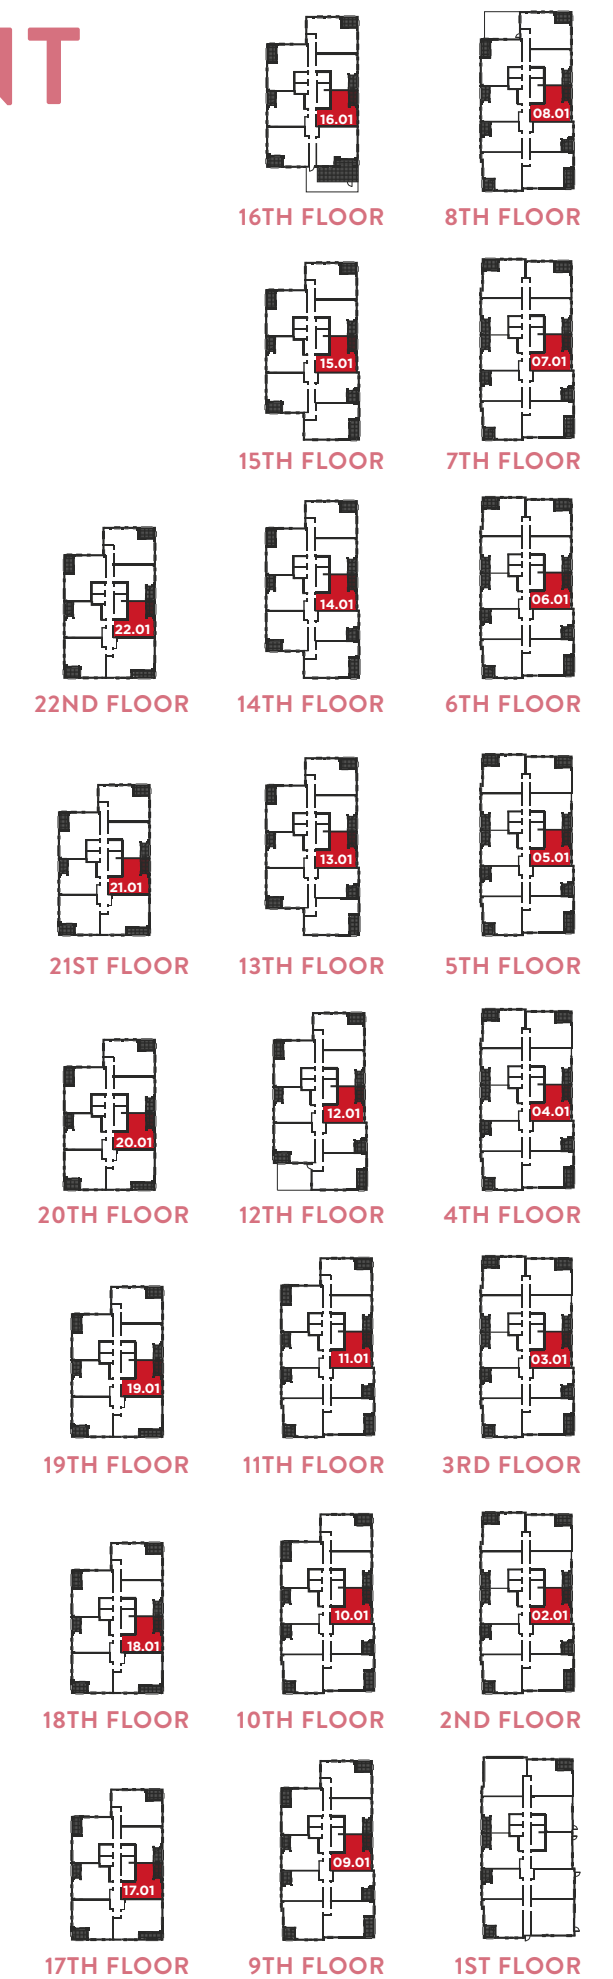 NT
16.01
08.01
16TH FLOOR
8TH FLOOR
15.01
07.01
15TH FLOOR
7TH FLOOR
22.01
14.01
06.01
22ND FLOOR
14TH FLOOR
6TH FLOOR
21.01
13.01
05.01
21ST FLOOR
13TH FLOOR
5TH FLOOR
20.01
12.01
04.01
20TH FLOOR
12TH FLOOR
4TH FLOOR
19.01
11.01
03.01
19TH FLOOR
11TH FLOOR
3RD FLOOR
18.01
10.01
02.01
18TH FLOOR
10TH FLOOR
2ND FLOOR
17.01
09.01
17TH FLOOR
9TH FLOOR
1ST FLOOR